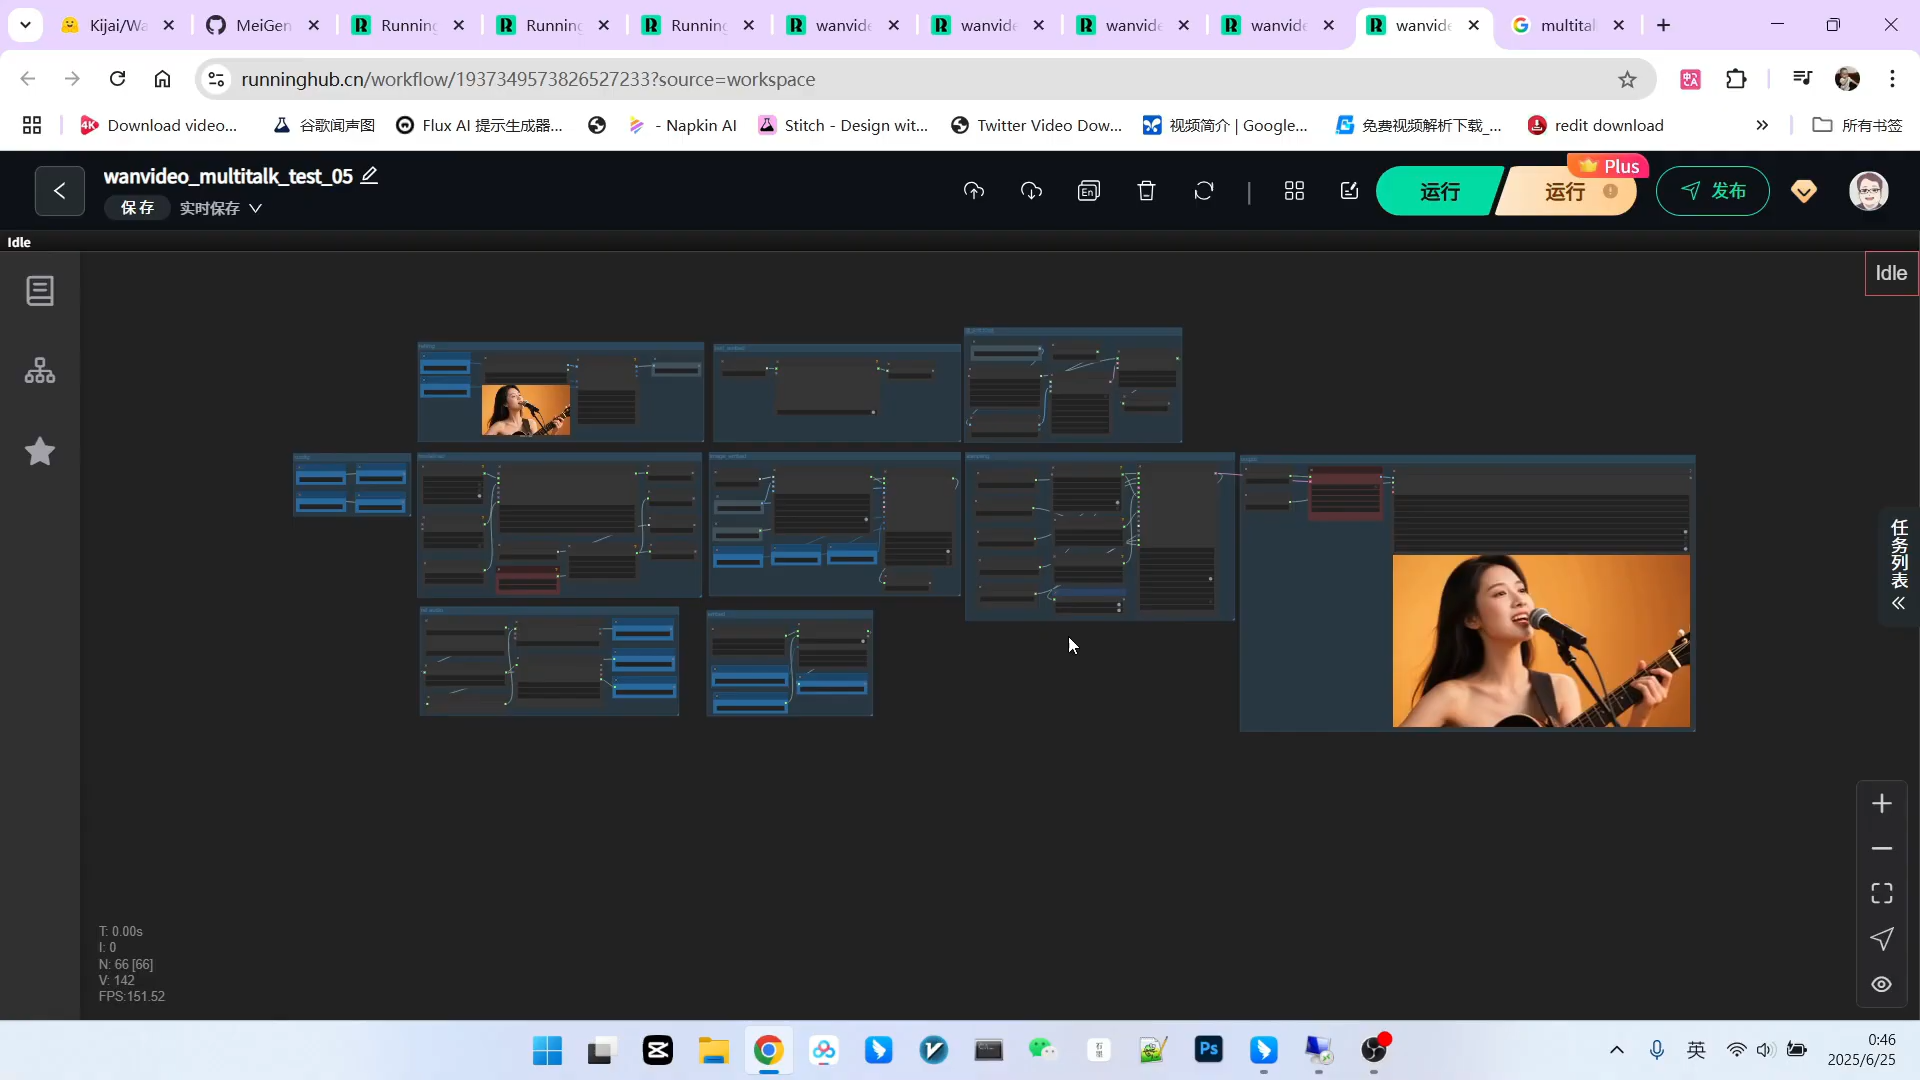 Kijai/Wa
MeiGen
Running
Running
Running
wanvide
wanvide
wanvide
wanvide
wanvide
multital
runninghub.cn/workflow/1937349573826527233?source=workspace
Download video...
谷歌闻声图
Flux AI 提示生成器...
- Napkin AI
Stitch - Design wit...
Twitter Video Dow...
视频简介 | Google...
免费视频解析下载_...
redit download
所有书签
wanvideo_multitalk_test_05
保存
实时保存
En
运行
运行
Plus
发布
Idle
Idle
任务列表
T: 0.00s
I: 0
N: 66 [66]
V: 142
FPS:151.52
Ps
英
0:46
2025/6/25